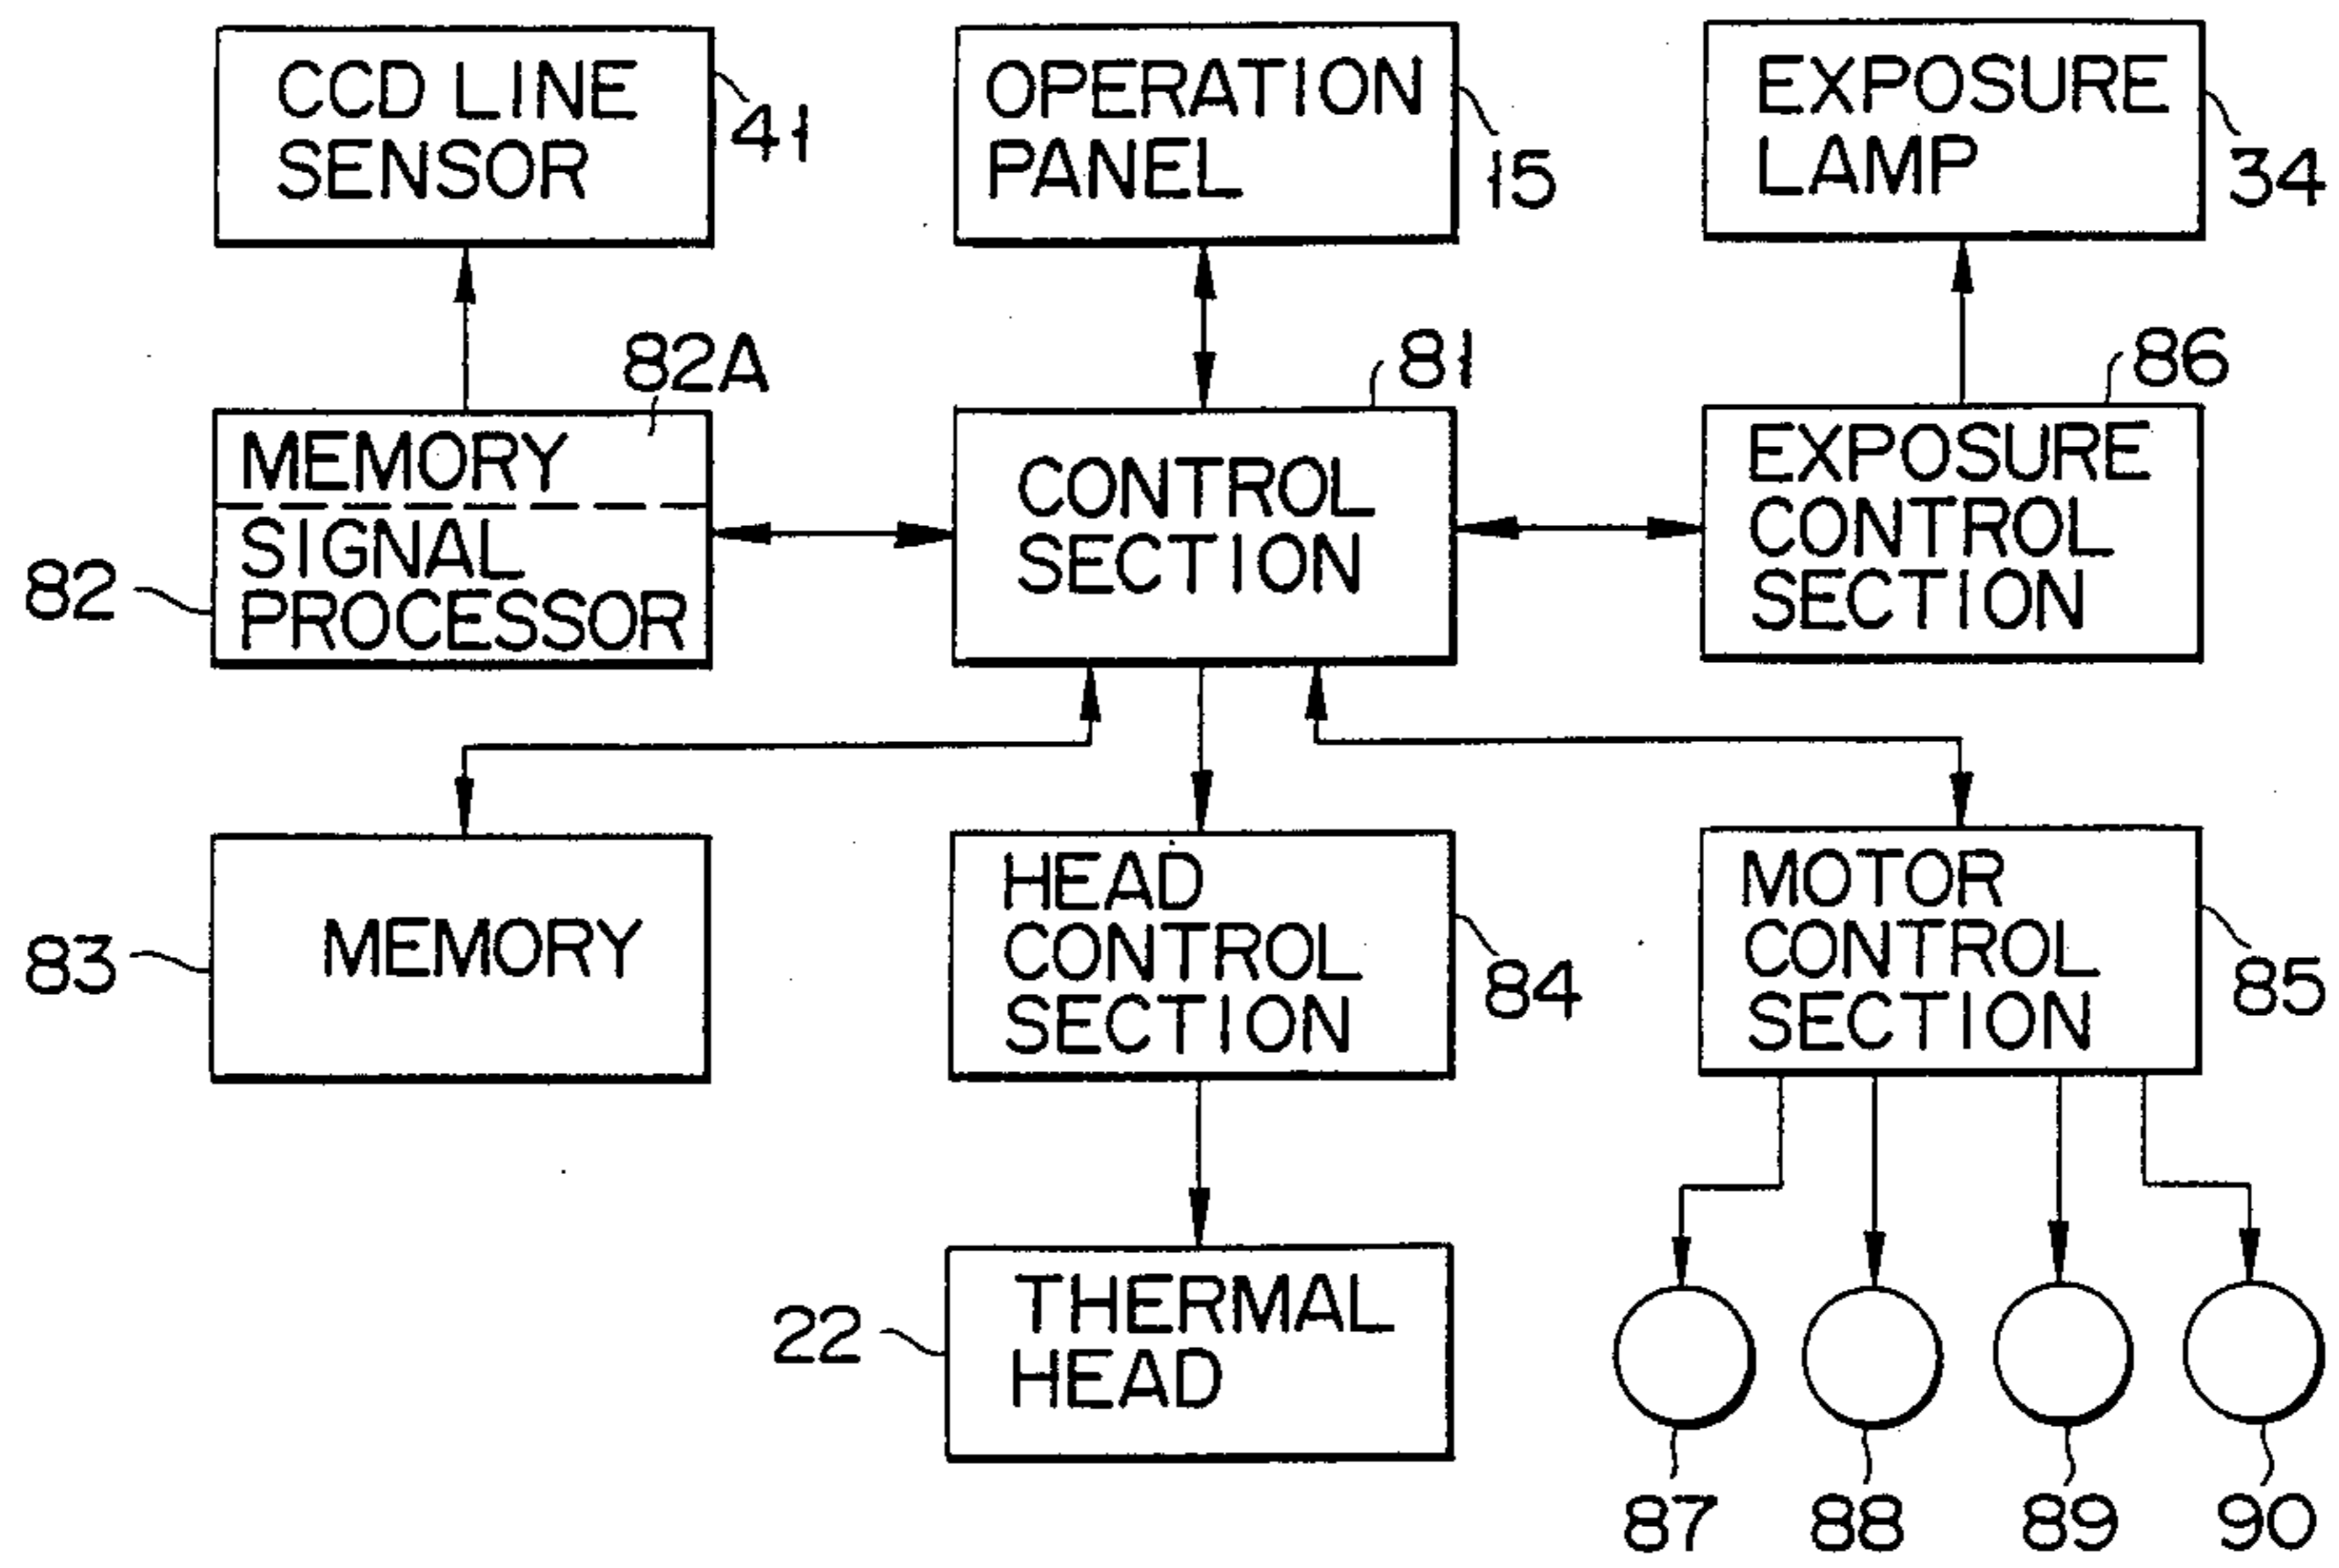 CCD LINE
SENSOR
41
OPERATION
PANEL
15
EXPOSURE
LAMP
34
82A
MEMORY
SIGNAL
PROCESSOR
82
81
CONTROL
SECTION
86
EXPOSURE
CONTROL
SECTION
MEMORY
83
HEAD
CONTROL
SECTION
84
MOTOR
CONTROL
SECTION
85
THERMAL
HEAD
22
87
88
89
90